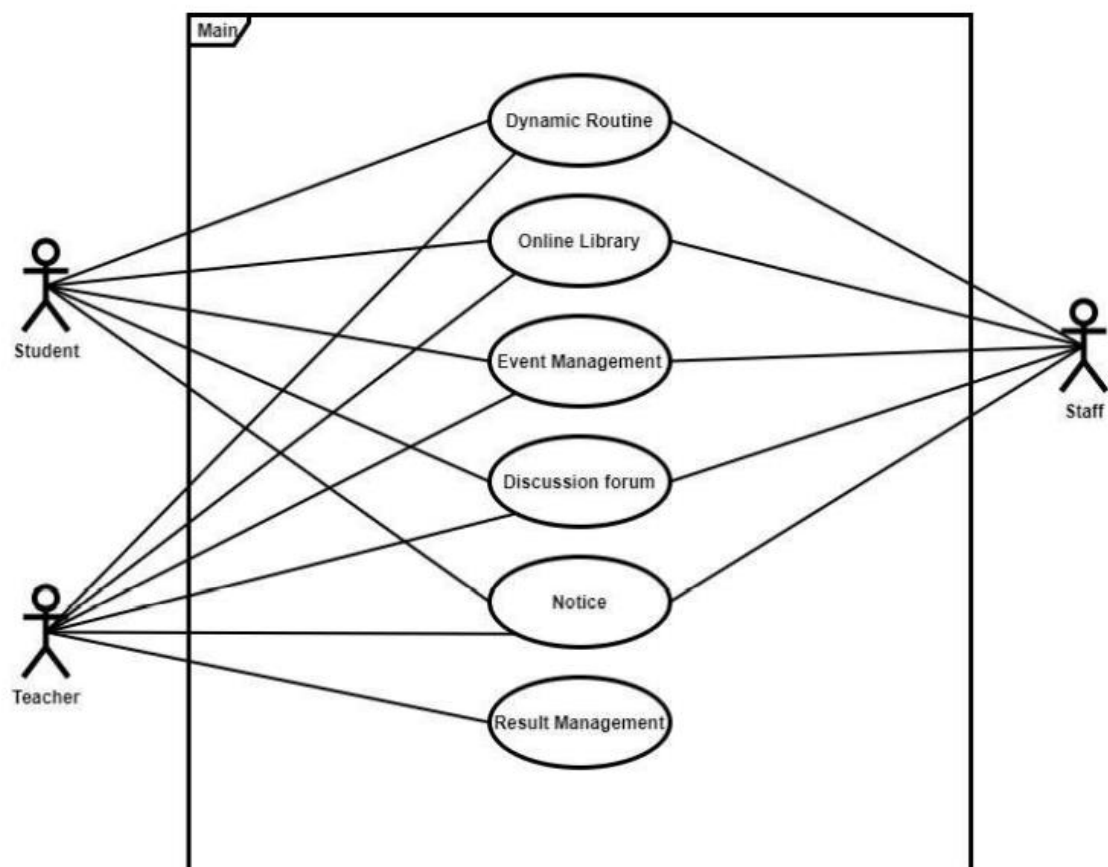 Main
Dynamic Routine
Online Library
Student
Event Management
Staff
Discussion forum
Notice
Teacher
Result Management